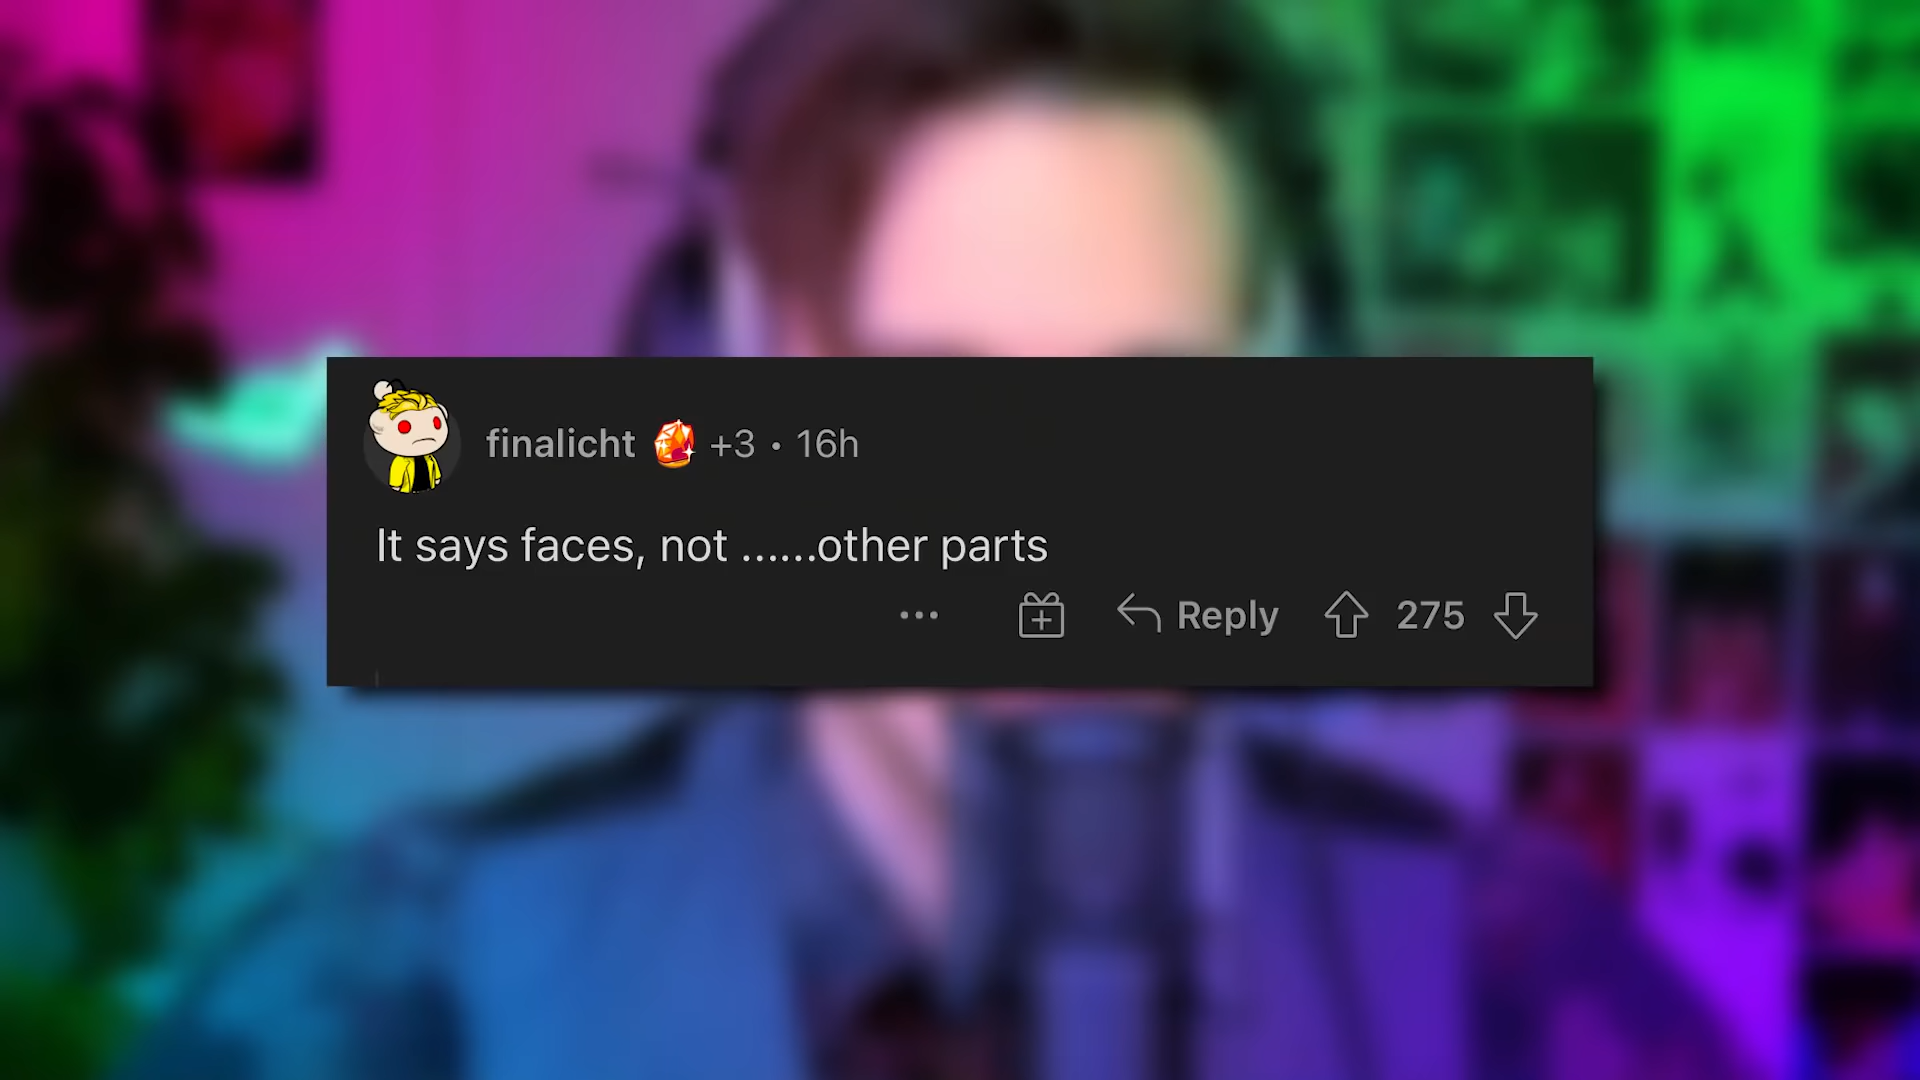 finalicht +3 • 16h
It says faces, not ......other parts
Reply 275